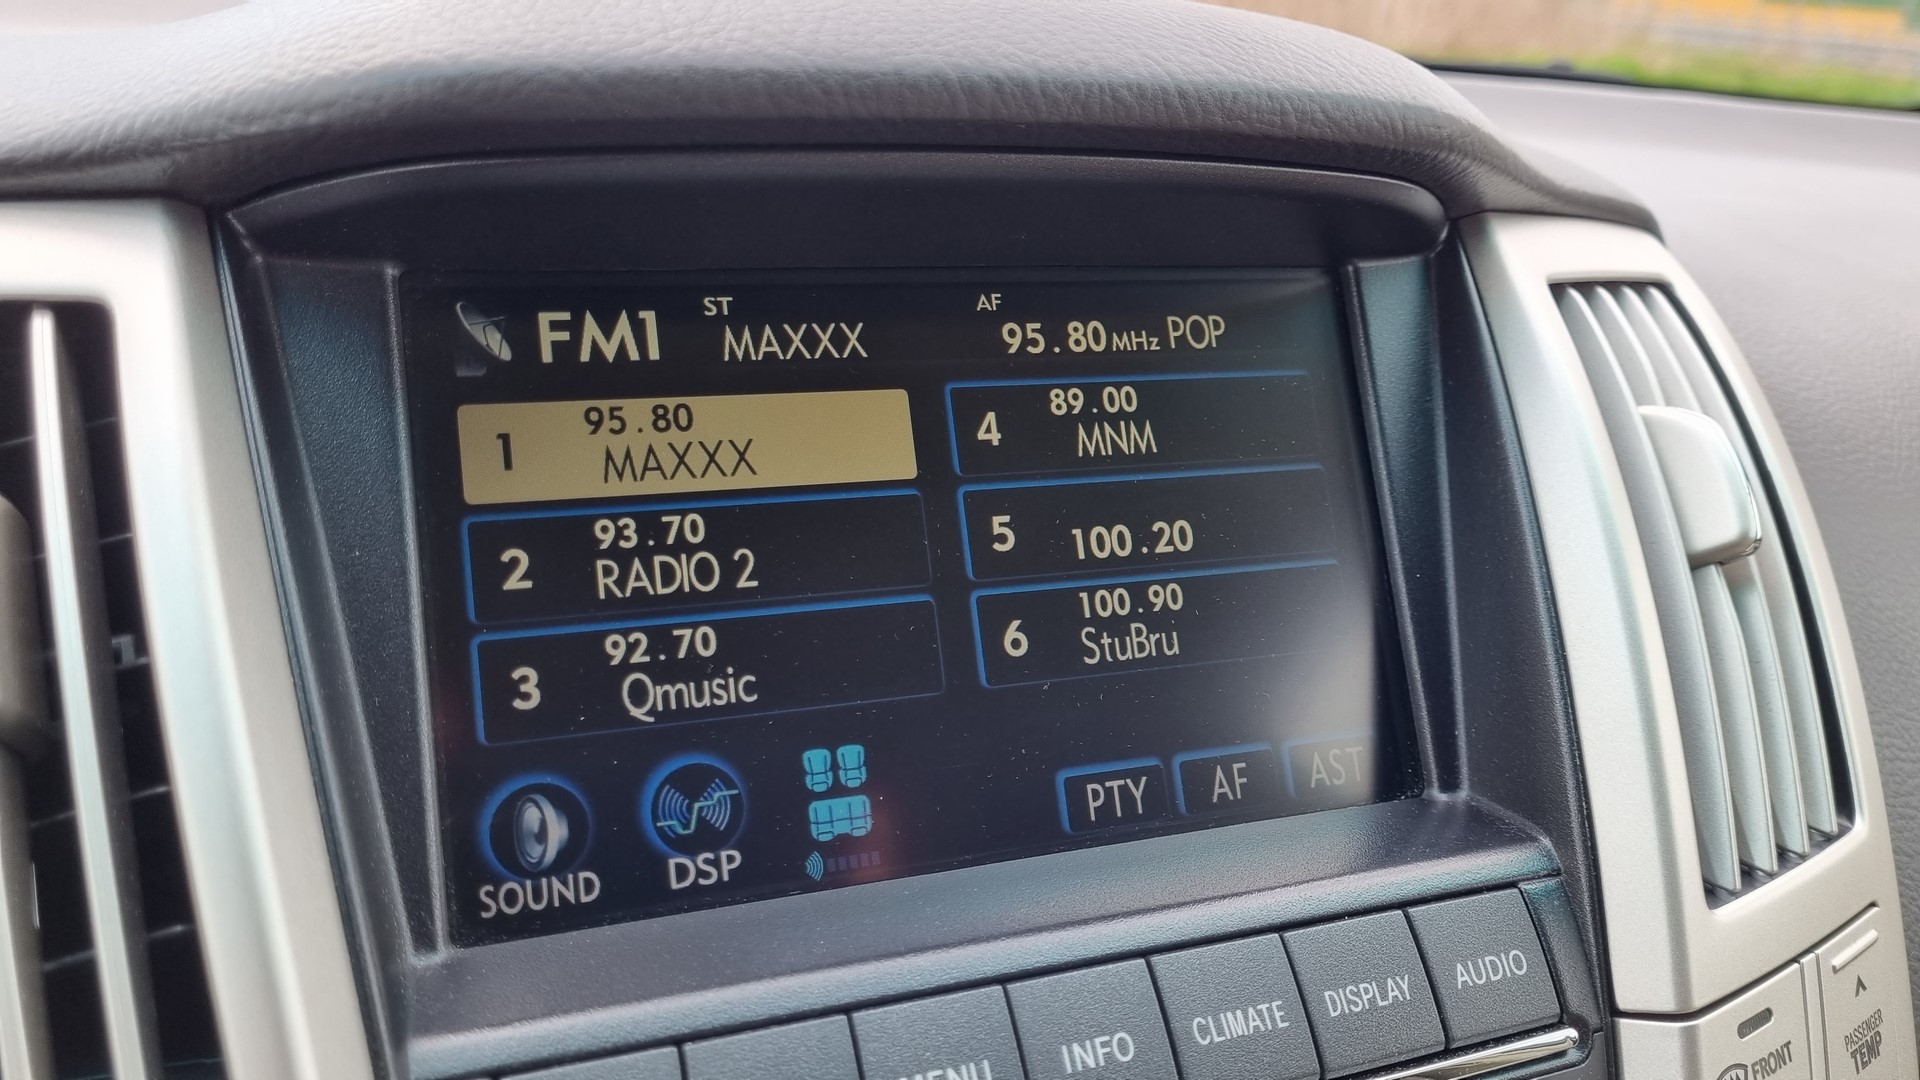 FM1 ST MAXXX AF 95.80 MHz POP
1 95.80
MAXXX
2 93.70
RADIO 2
3 92.70
Qmusic
4 89.00
MNM
5 100.20
6 100.90
StuBru
SOUND
DSP
PTY AF AST
MENU INFO CLIMATE DISPLAY AUDIO
FRONT
PASSENGER
TEMP